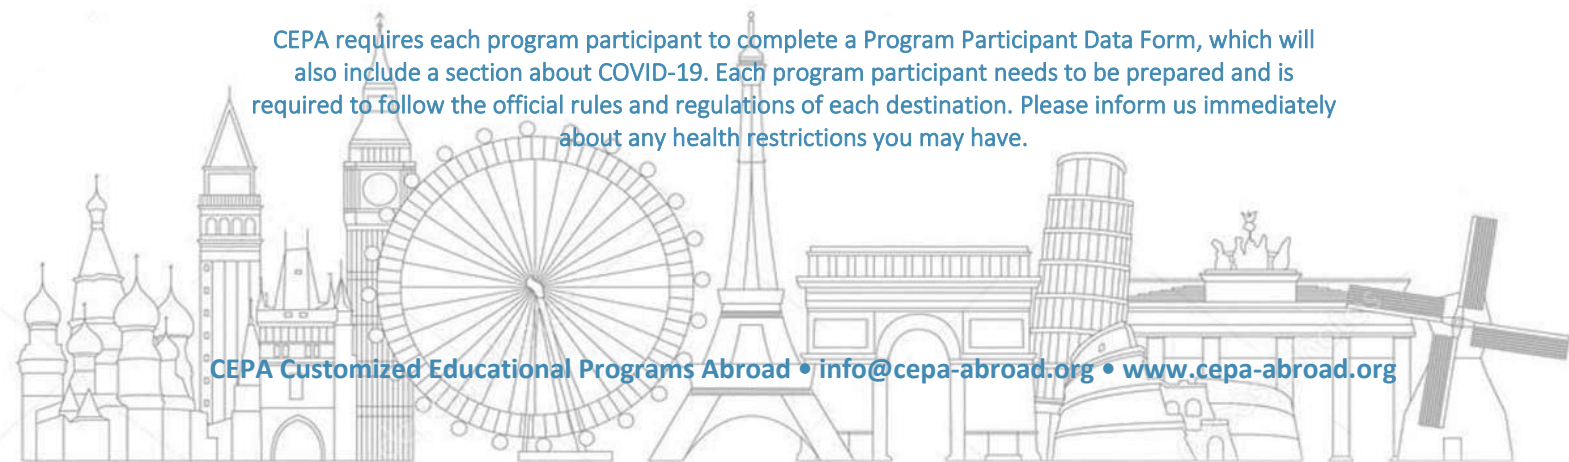 CEPA requires each program participant to complete a Program Participant Data Form, which will
also include a section about COVID-19. Each program participant needs to be prepared and is
required to follow the official rules and regulations of each destination. Please inform us immediately
about any health restrictions you may have.
CEPA Customized Educational Programs Abroad • info@cepa-abroad.org • www.cepa-abroad.org